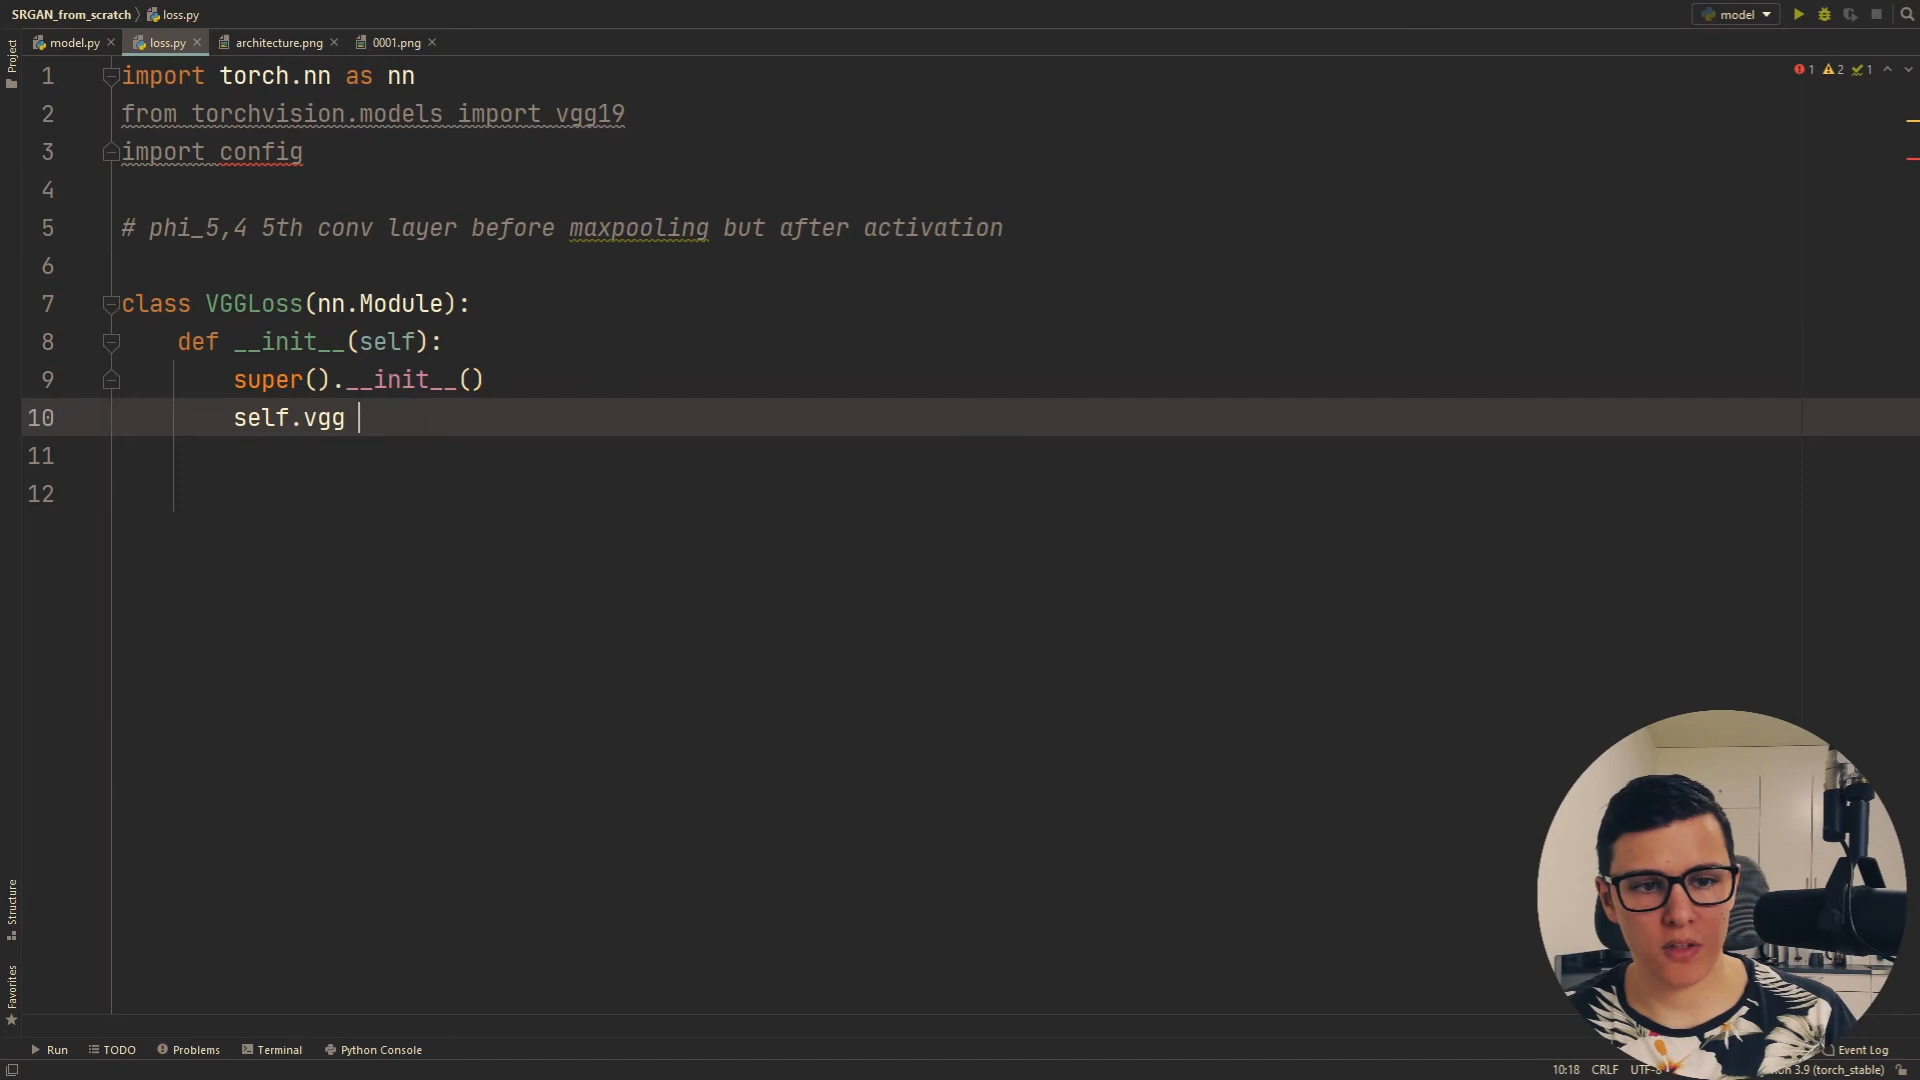 SRGAN_from_scratch 〉 loss.py
model
model.py
loss.py
architecture.png
0001.png
Project
1 import torch.nn as nn
2 from torchvision.models import vgg19
3 import config
4
5 # phi_5,4 5th conv layer before maxpooling but after activation
6
7 class VGGLoss(nn.Module):
8 def __init__(self):
9 super().__init__()
10 self.vgg
11
12
1 2 1
Structure
Favorites
Run TODO Problems Terminal Python Console
Event Log
10:18 CRLF UTF-8 3.9 (torch_stable)